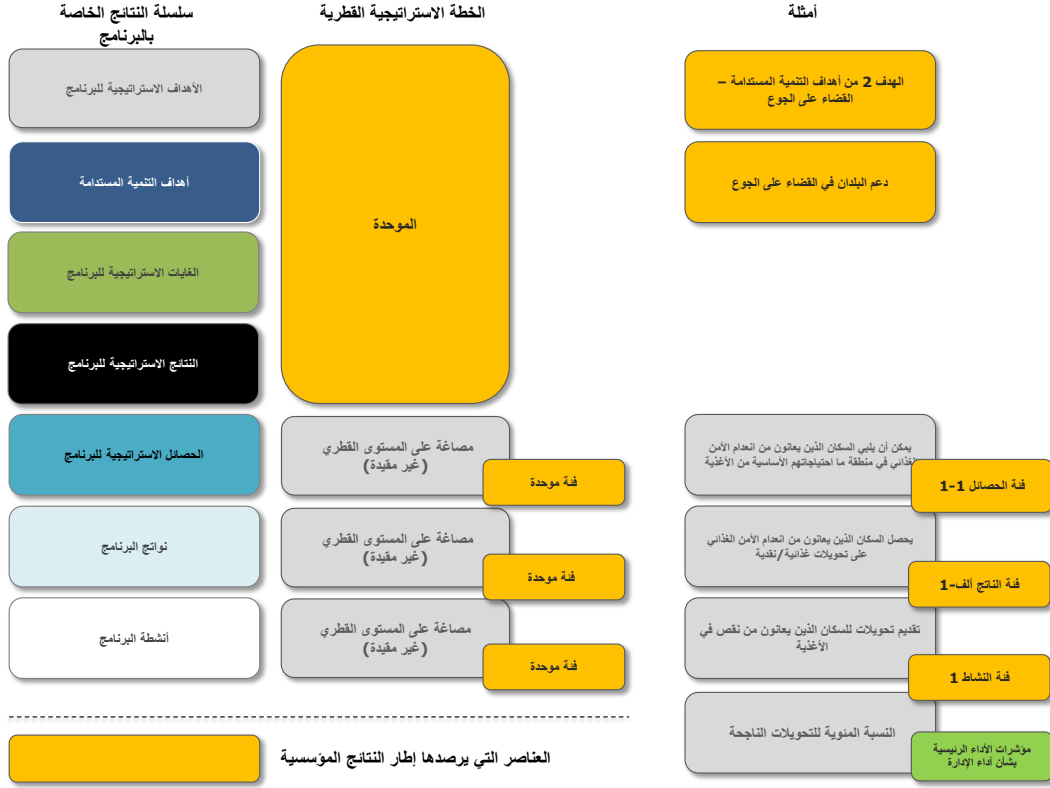 أمثلة
الخطة الاستراتيجية القطرية
سلسلة النتائج الخاصة
بالبرنامج
الهدف 2 من أهداف التنمية المستدامة –
القضاء على الجوع
الموحدة
الأهداف الاستراتيجية للبرنامج
دعم البلدان في القضاء على الجوع
أهداف التنمية المستدامة
الغايات الاستراتيجية للبرنامج
النتائج الاستراتيجية للبرنامج
يمكن أن يلبي السكان الذين يعانون من انعدام الأمن
الغذائي في منطقة ما احتياجاتهم الأساسية من الأغذية
فئة الحصائل 1-1
مصاغة على المستوى القطري
(غير مقيدة)
فئة موحدة
الحصائل الاستراتيجية للبرنامج
يحصل السكان الذين يعانون من انعدام الأمن الغذائي
على تحويلات غذائية/نقدية
فئة الناتج ألف-1
مصاغة على المستوى القطري
(غير مقيدة)
فئة موحدة
نواتج البرنامج
تقديم تحويلات للسكان الذين يعانون من نقص في
الأغذية
فئة النشاط 1
مصاغة على المستوى القطري
(غير مقيدة)
فئة موحدة
أنشطة البرنامج
النسبة المئوية للتحويلات الناجحة
مؤشرات الأداء الرئيسية
بشأن أداء الإدارة
العناصر التي يرصدها إطار النتائج المؤسسية